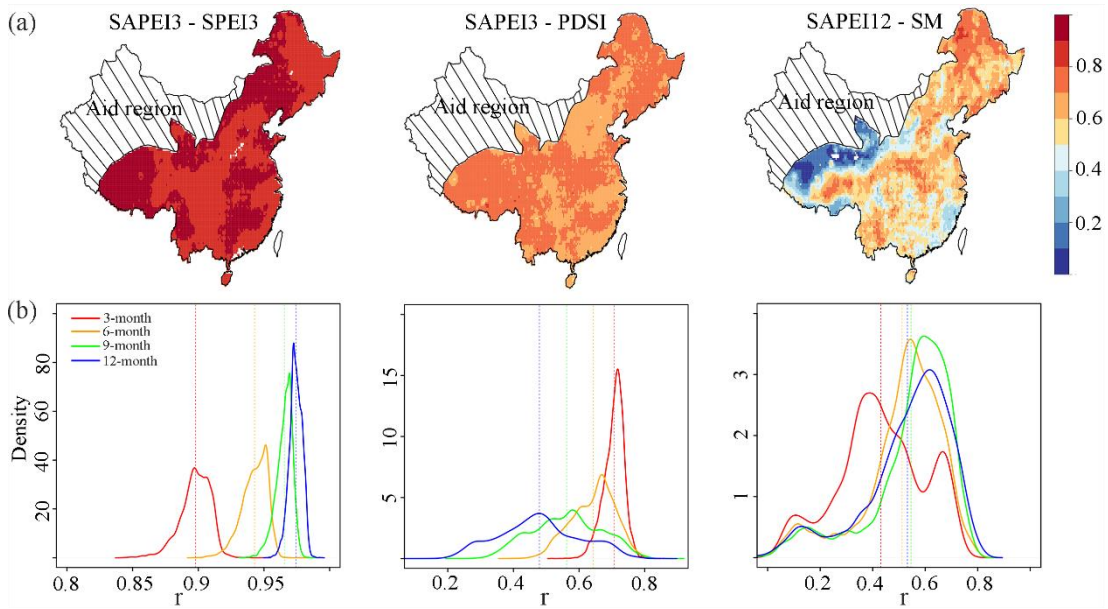 (a)
SAPEI3 - SPEI3
SAPEI3 - PDSI
SAPEI12 - SM
Aid region
Aid region
Aid region
0.8
0.6
0.4
0.2
(b)
3-month
6-month
9-month
12-month
Density
20
40
60
80
0.8
0.9
0.95
r
5
10
15
0.2
0.4
0.6
0.8
r
1
2
3
0.2
0.4
0.6
0.8
r